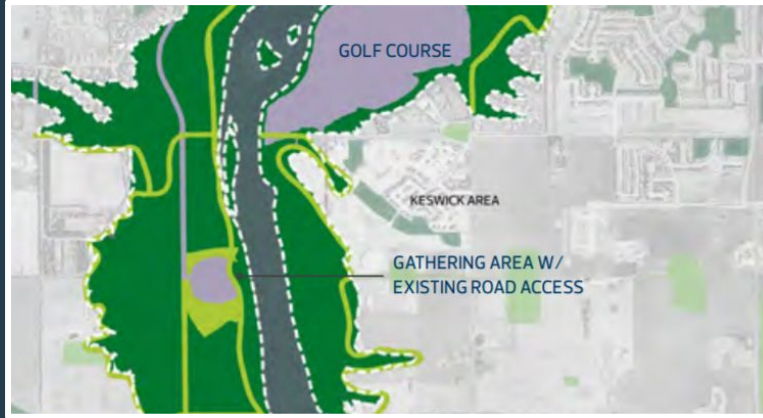 GOLF COURSE
KESWICK AREA
GATHERING AREA W/
EXISTING ROAD ACCESS